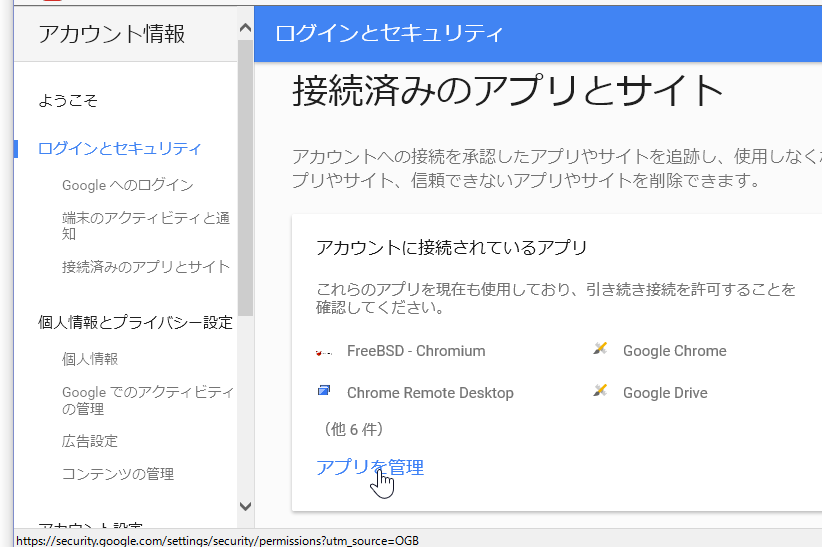 アカウント情報
ログインとセキュリティ
ようこそ
ログインとセキュリティ
Google へのログイン
端末のアクティビティと通
知
接続済みのアプリとサイト
個人情報とプライバシー設定
個人情報
Google でのアクティビティ
の管理
広告設定
コンテンツの管理
アカウント設定
接続済みのアプリとサイト
アカウントへの接続を承認したアプリやサイトを追跡し、使用しなく
プリやサイト、信頼できないアプリやサイトを削除できます。
アカウントに接続されているアプリ
これらのアプリを現在も使用しており、引き続き接続を許可することを
確認してください。
FreeBSD - Chromium
Google Chrome
Chrome Remote Desktop
Google Drive
（他 6 件）
アプリを管理
https://security.google.com/settings/security/permissions?utm_source=OGB